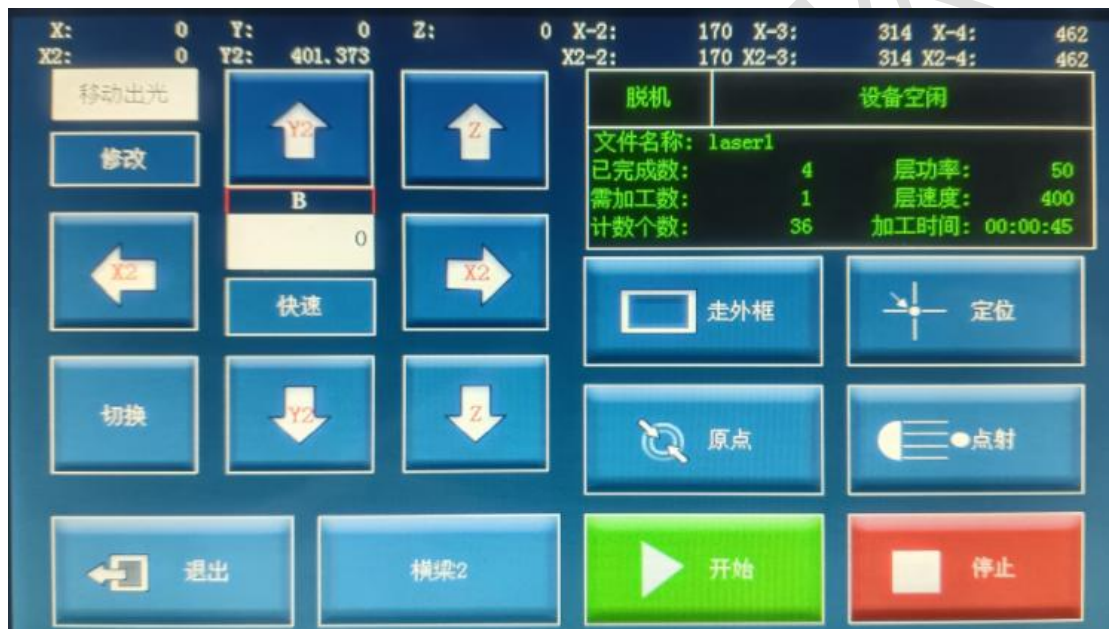 X: 0 Y: 0 Z: 0 X-2: 170 X-3: 314 X-4: 462
X2: 0 Y2: 401.373 X2-2: 170 X2-3: 314 X2-4: 462
移动出光
修改
Y2
Z
B
0
X2
快速
X2
切换
Y2
Z
退出
横梁2
脱机 设备空闲
文件名称: laser1
已完成数: 4 层功率: 50
需加工数: 1 层速度: 400
计数个数: 36 加工时间: 00:00:45
走外框
定位
原点
点射
开始
停止